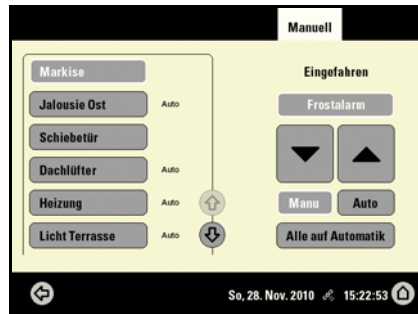 Manuell
Markise
Eingefahren
Jalousie Ost Auto
Frostalarm
Schiebetür
Dachlüfter Auto
Heizung Auto
Manu Auto
Licht Terrasse Auto
Alle auf Automatik
So, 28. Nov. 2010 15:22:53